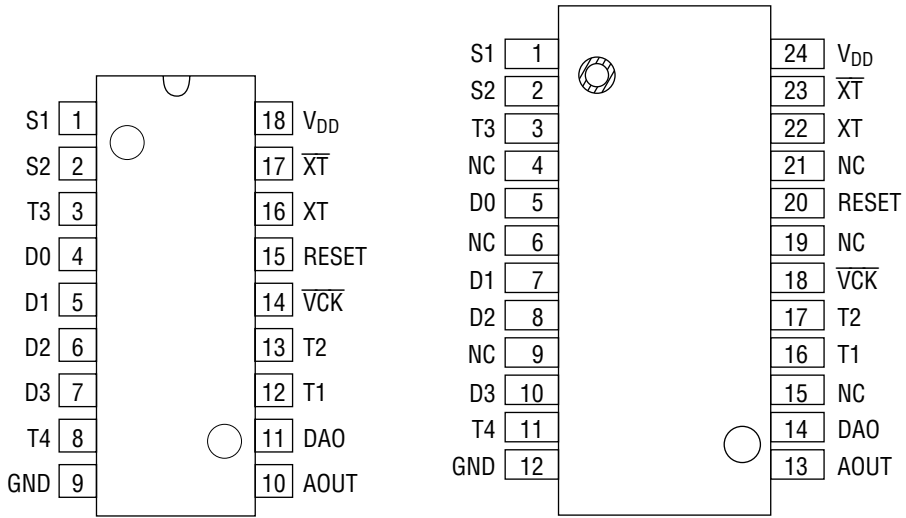 S1 1
S2 2
T3 3
D0 4
D1 5
D2 6
D3 7
T4 8
GND 9
18 VDD
17 X̅T̅
16 XT
15 RESET
14 V̅C̅K̅
13 T2
12 T1
11 DAO
10 AOUT
S1 1
S2 2
T3 3
NC 4
D0 5
NC 6
D1 7
D2 8
NC 9
D3 10
T4 11
GND 12
24 VDD
23 X̅T̅
22 XT
21 NC
20 RESET
19 NC
18 V̅C̅K̅
17 T2
16 T1
15 NC
14 DAO
13 AOUT